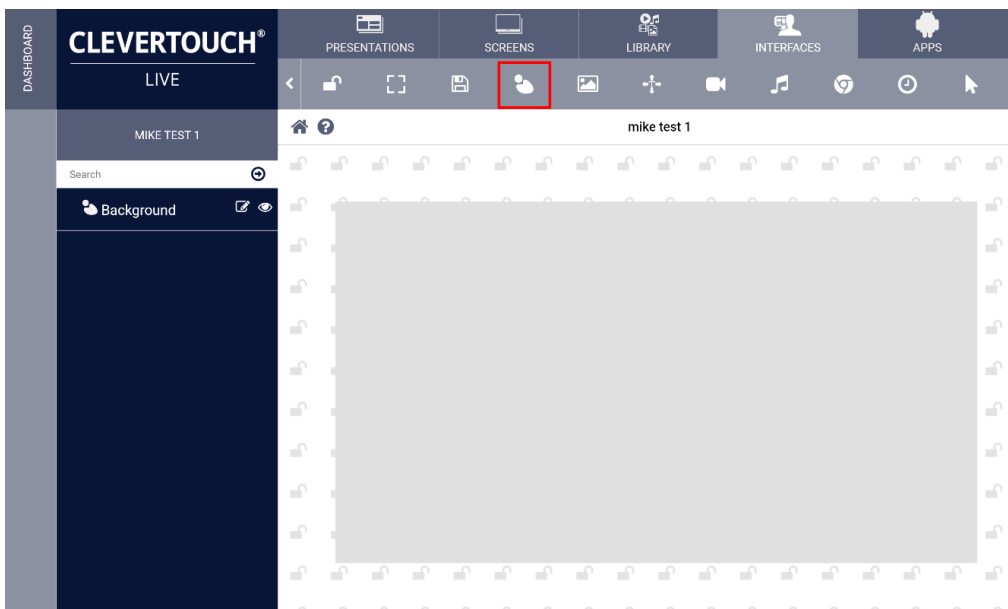 DASHBOARD
CLEVERTOUCH®
LIVE
PRESENTATIONS
SCREENS
LIBRARY
INTERFACES
APPS
MIKE TEST 1
mike test 1
Search
Background